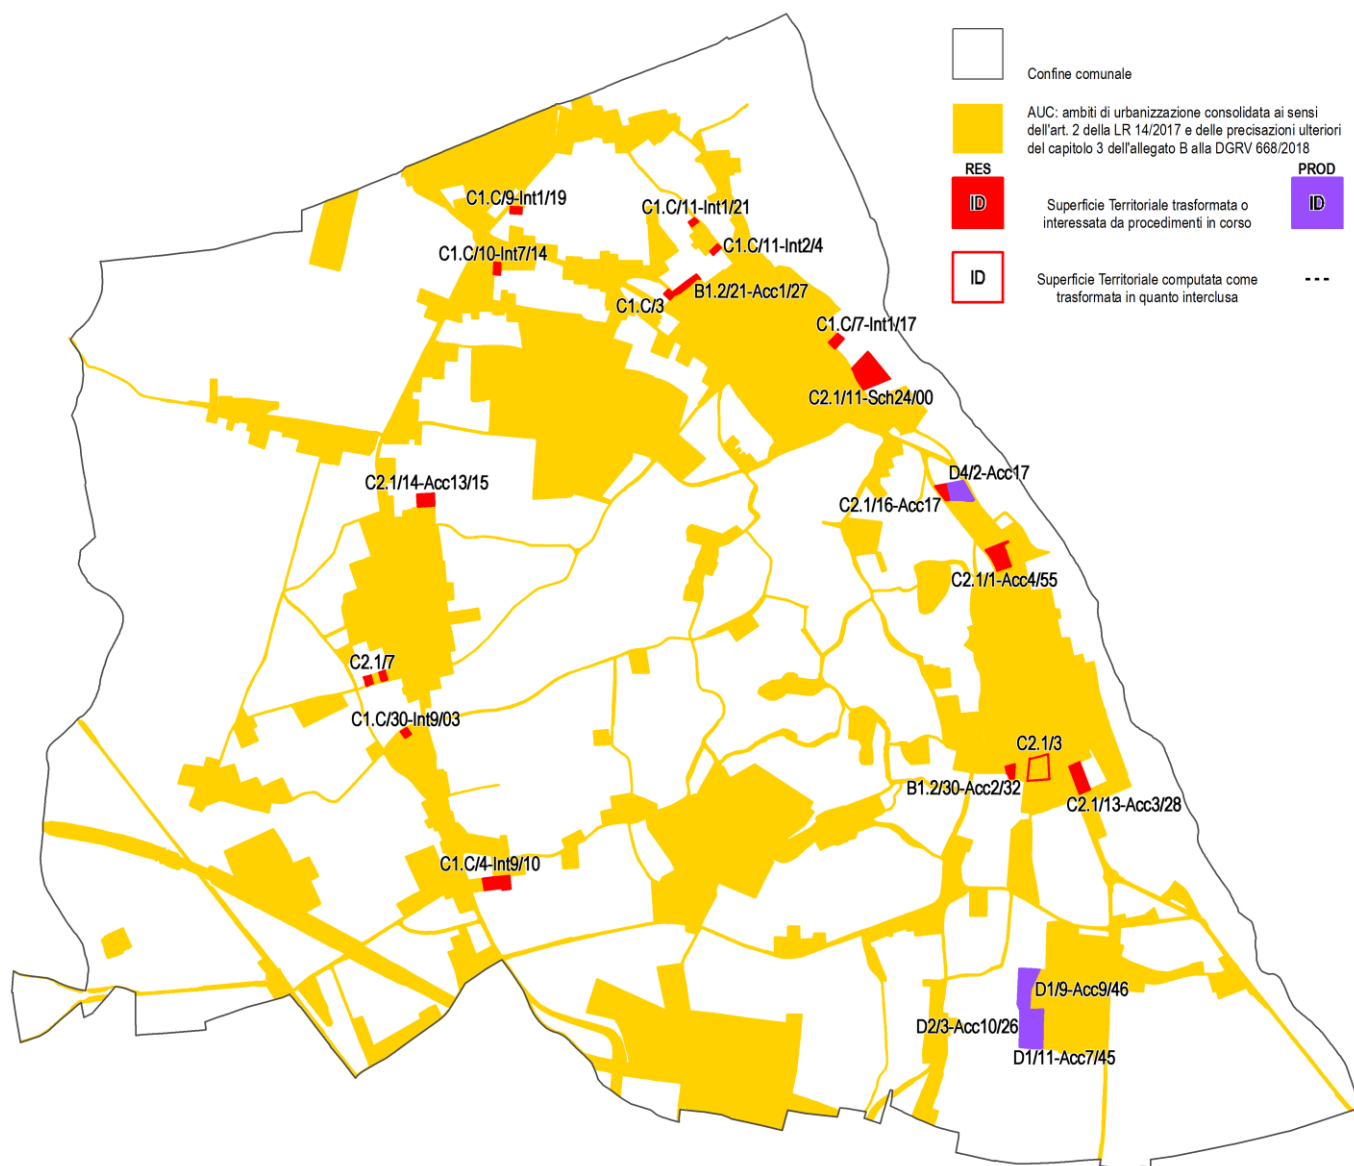 Confine comunale
AUC: ambiti di urbanizzazione consolidata ai sensi
dell'art. 2 della LR 14/2017 e delle precisazioni ulteriori
del capitolo 3 dell'allegato B alla DGRV 668/2018
RES
PROD
ID
Superficie Territoriale trasformata o
interessata da procedimenti in corso
ID
ID
Superficie Territoriale computata come
trasformata in quanto interclusa
---
C1.C/9-Int1/19
C1.C/11-Int1/21
C1.C/11-Int2/4
C1.C/10-Int7/14
B1.2/21-Acc1/27
C1.C/3
C1.C/7-Int1/17
C2.1/11-Sch24/00
D4/2-Acc17
C2.1/14-Acc13/15
C2.1/16-Acc17
C2.1/1-Acc4/55
C2.1/7
C1.C/30-Int9/03
C2.1/3
B1.2/30-Acc2/32
C2.1/13-Acc3/28
C1.C/4-Int9/10
D1/9-Acc9/46
D2/3-Acc10/26
D1/11-Acc7/45